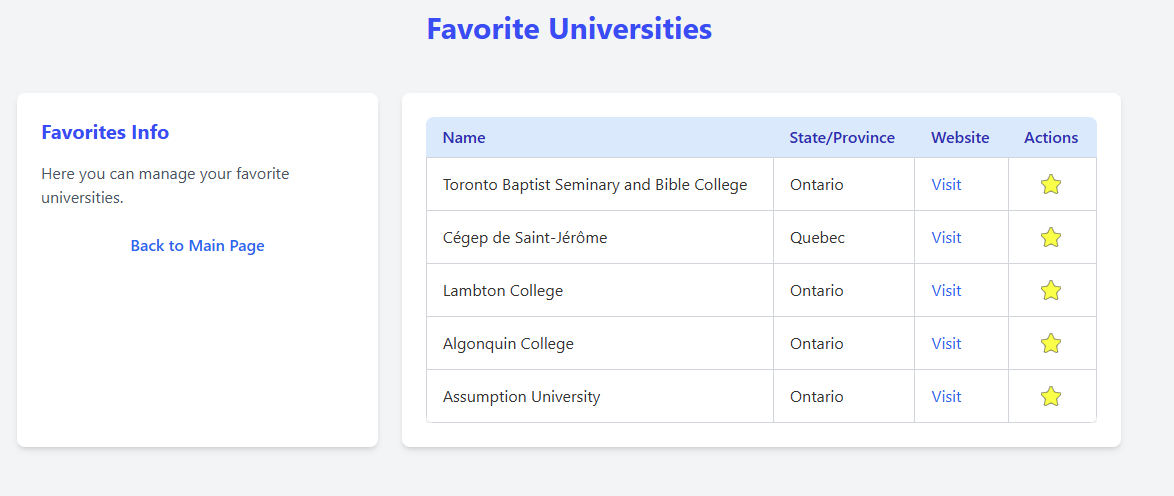 Favorite Universities
Favorites Info
Here you can manage your favorite
universities.
Back to Main Page
Name State/Province Website Actions
Toronto Baptist Seminary and Bible College Ontario Visit
Cégep de Saint-Jérôme Quebec Visit
Lambton College Ontario Visit
Algonquin College Ontario Visit
Assumption University Ontario Visit